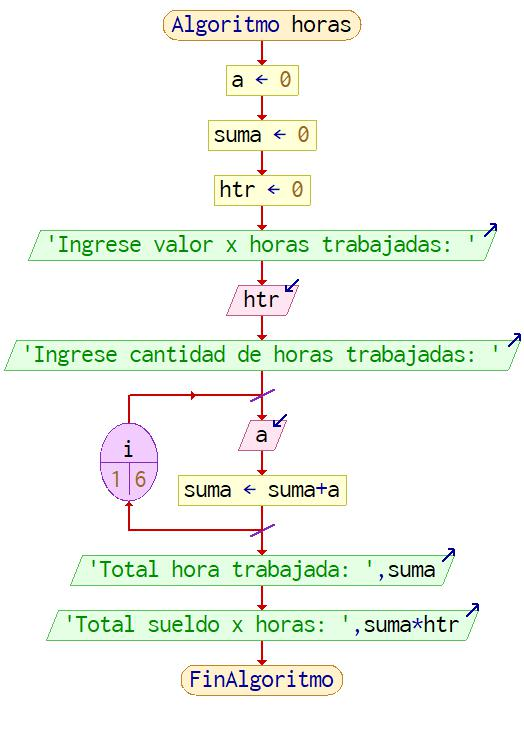 Algoritmo horas
a ← 0
suma ← 0
htr ← 0
'Ingrese valor x horas trabajadas: '
htr
'Ingrese cantidad de horas trabajadas: '
a
i
1 6
suma ← suma+a
'Total hora trabajada: ',suma
'Total sueldo x horas: ',suma*htr
FinAlgoritmo